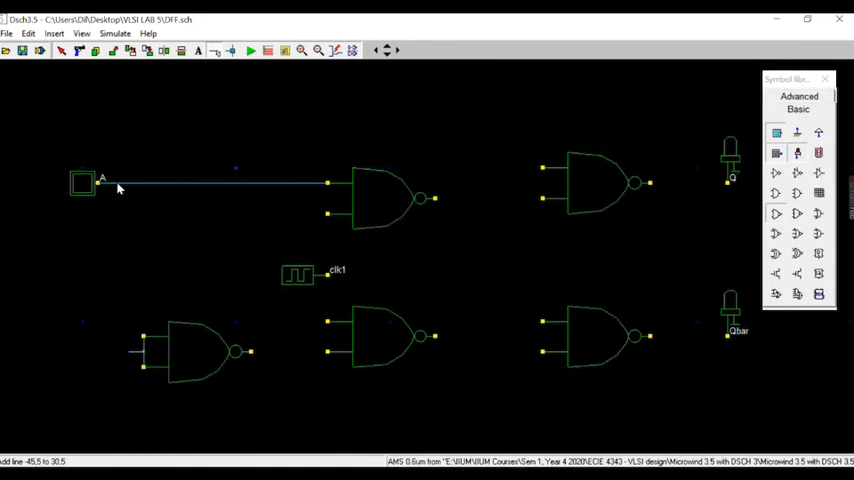 Dsch3.5 - C:\Users\Dil\Desktop\VLSI LAB 5\DFF.sch
File Edit Insert View Simulate Help
A
Symbol libr...
Advanced
Basic
A
Q
clk1
Qbar
Add line -45,5 to 30,5
AMS 0.6um from "E:\IIUM\IIUM Courses\Sem 1, Year 4 2020\ECIE 4343 - VLSI design\Microwind 3.5 with DSCH 3\Microwind 3.5 with DSCH 3.5